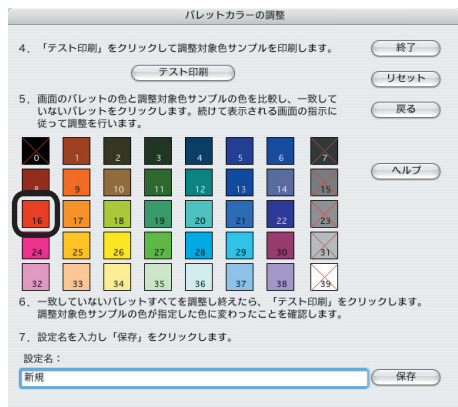 パレットカラーの調整
4. 「テスト印刷」をクリックして調整対象色サンプルを印刷します。
終了
テスト印刷
リセット
5. 画面のパレットの色と調整対象色サンプルの色を比較し、一致して
いないパレットをクリックします。続けて表示される画面の指示に
従って調整を行います。
戻る
ヘルプ
0 1 2 3 4 5 6 7
8 9 10 11 12 13 14 15
16 17 18 19 20 21 22 23
24 25 26 27 28 29 30 31
32 33 34 35 36 37 38 39
6. 一致していないパレットすべてを調整し終えたら、「テスト印刷」をクリックします。
調整対象色サンプルの色が指定した色に変わったことを確認します。
7. 設定名を入力し「保存」をクリックします。
設定名：
新規
保存